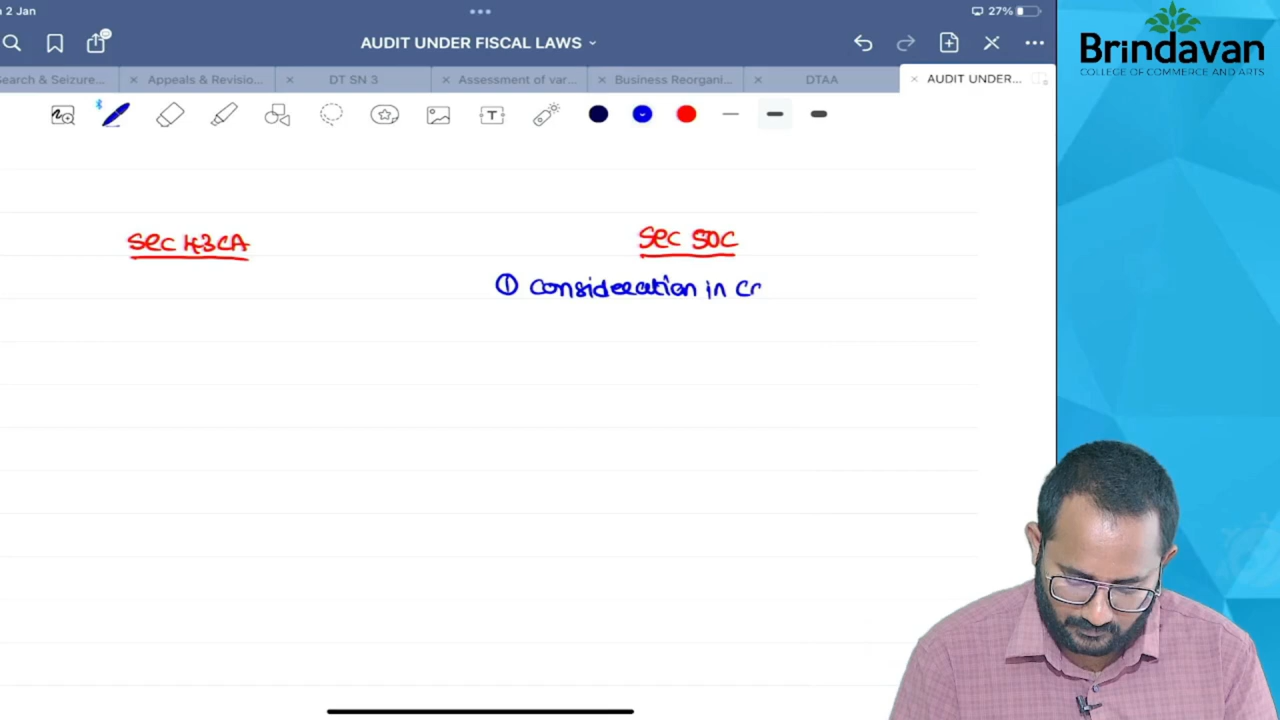 2 Jan
27%
AUDIT UNDER FISCAL LAWS
Brindavan
COLLEGE OF COMMERCE AND ARTS
earch & Seizure...
Appeals & Revisio...
DT SN 3
Assessment of var...
Business Reorgani...
DTAA
AUDIT UNDER...
T
Sec 43CA
Sec 50C
① Consideration in Cr